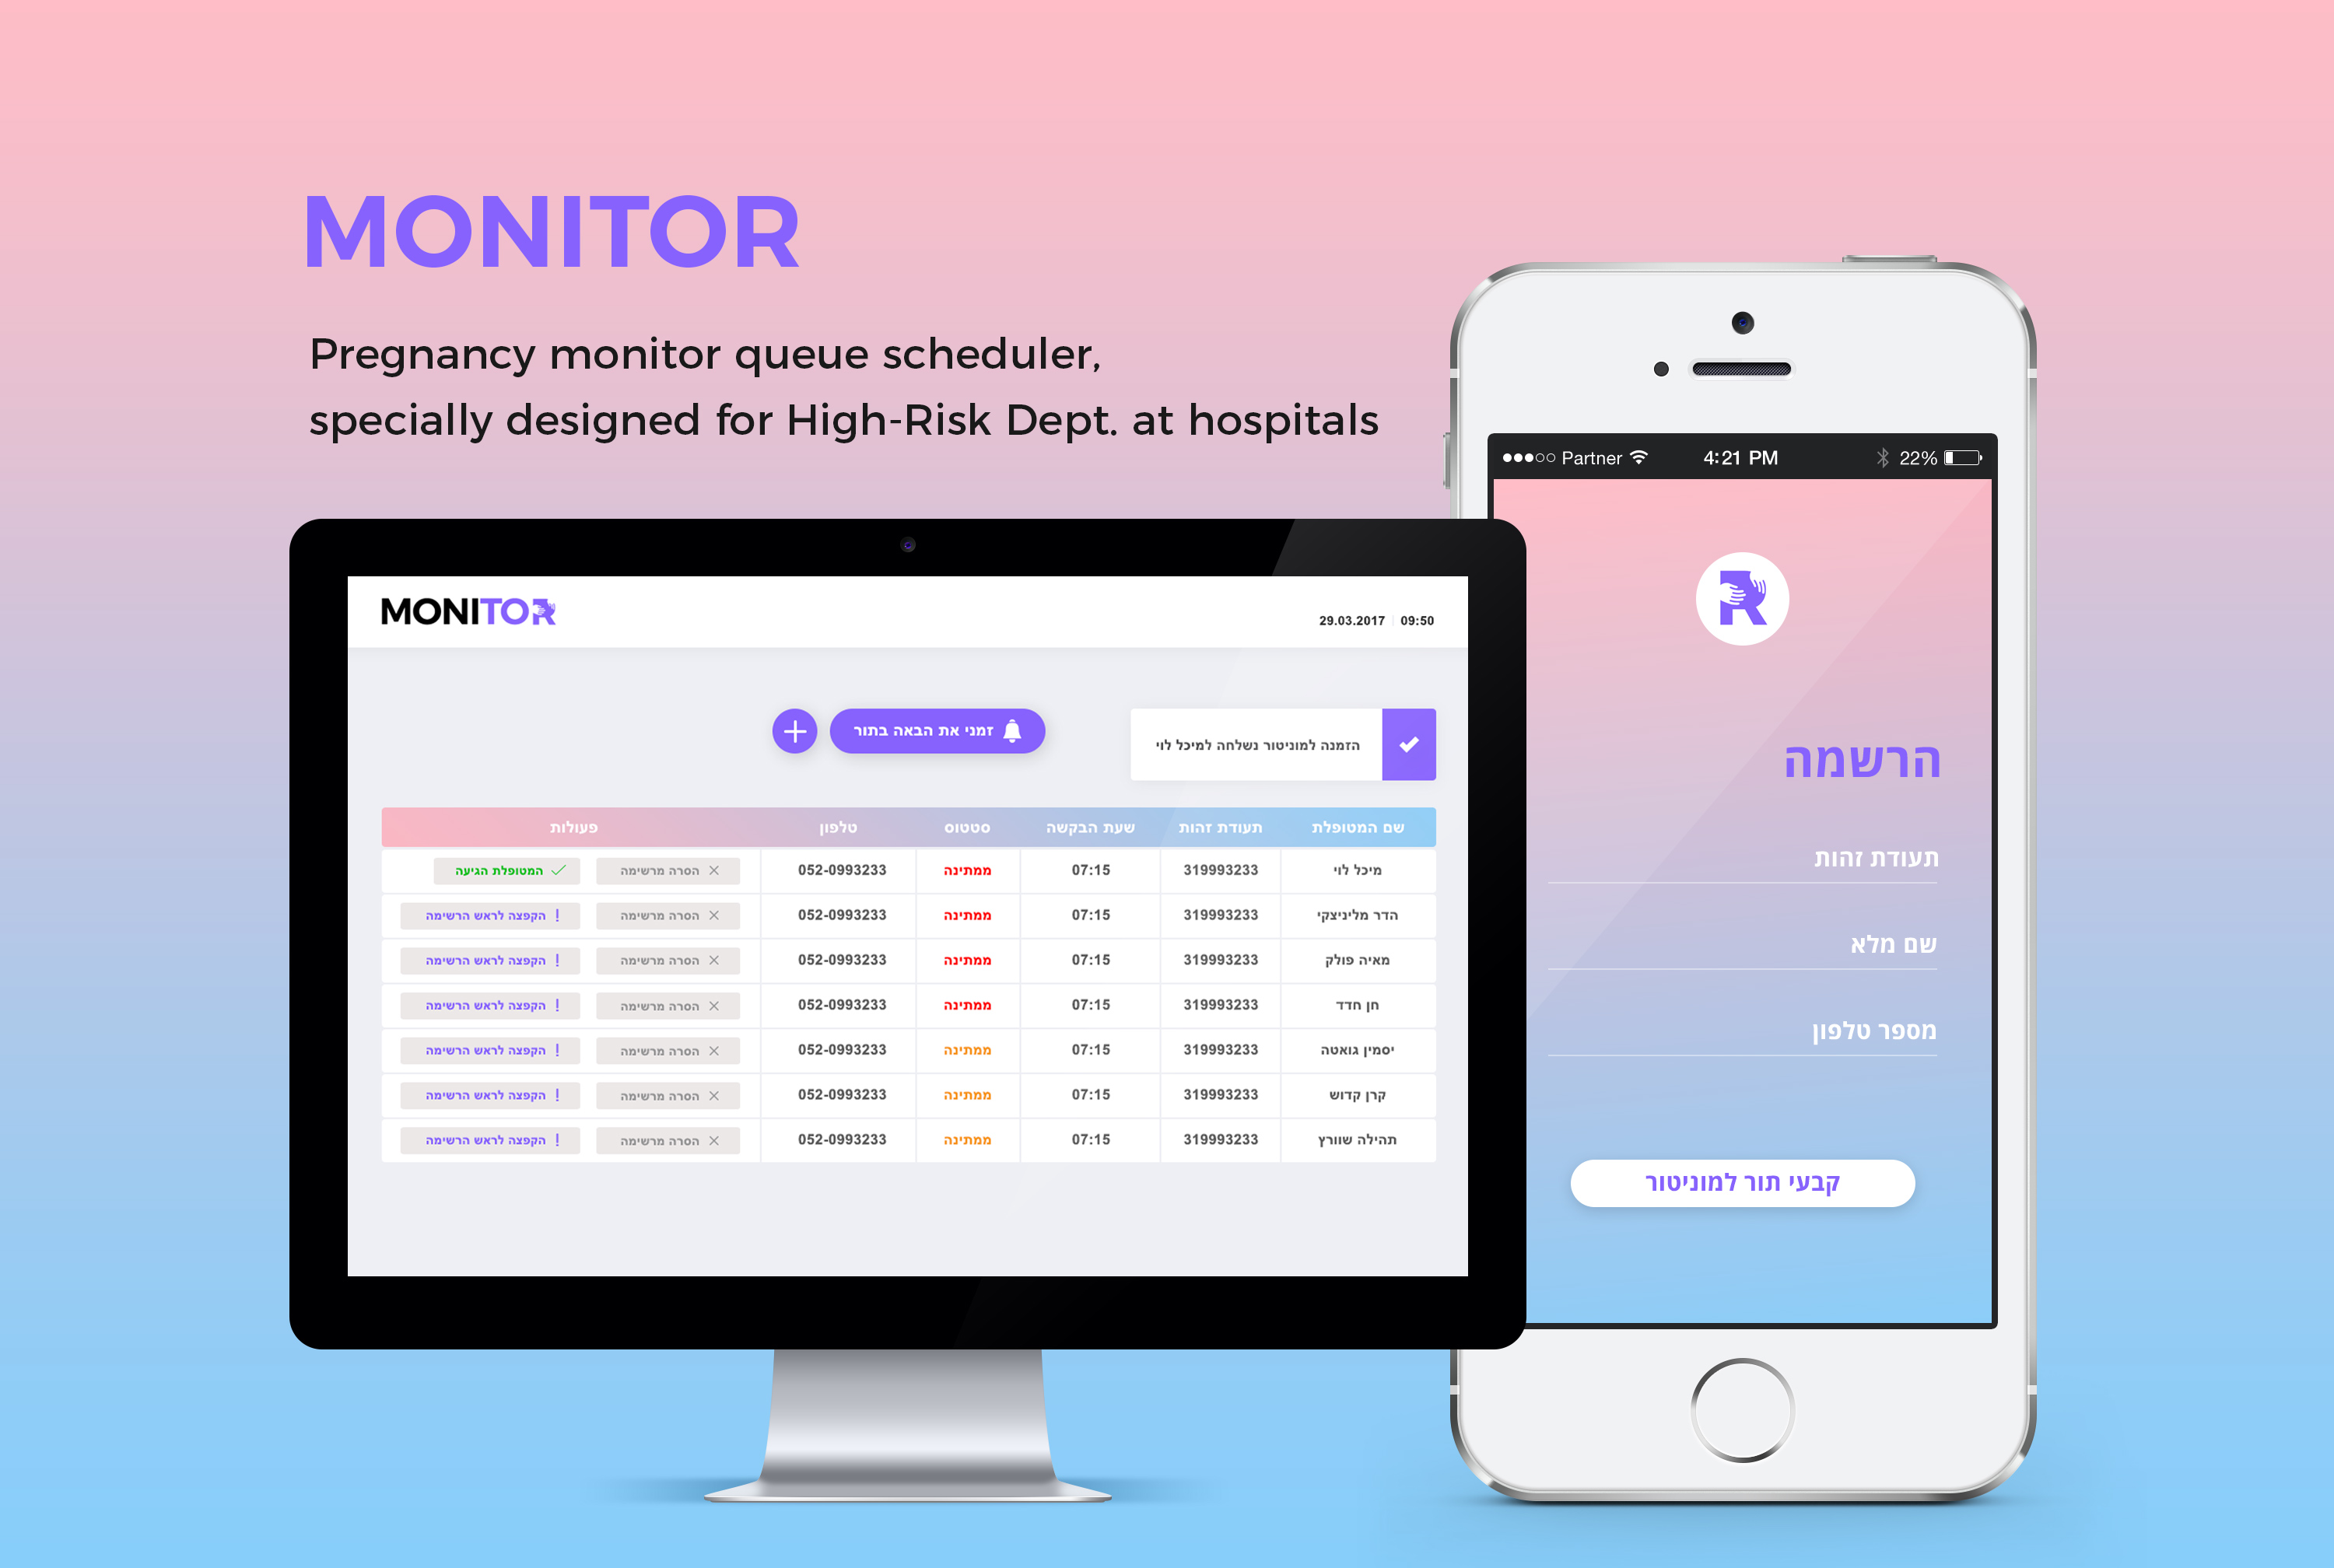 MONITOR
Pregnancy monitor queue scheduler,
specially designed for High-Risk Dept. at hospitals
MONITOR
29.03.2017 | 09:50
הזמנה למוניטור נשלחה למיכל לוי
זמני את הבאה בתור
שם המטופלת תעודת זהות שעת הבקשה סטטוס טלפון פעולות
מיכל לוי 319993233 07:15 ממתינה 052-0993233 הסרה מרשימה המטופלת הגיעה
הדר מליניצקי 319993233 07:15 ממתינה 052-0993233 הסרה מרשימה ! הקפצה לראש הרשימה
מאיה פולק 319993233 07:15 ממתינה 052-0993233 הסרה מרשימה ! הקפצה לראש הרשימה
חן חדד 319993233 07:15 ממתינה 052-0993233 הסרה מרשימה ! הקפצה לראש הרשימה
יסמין גואטה 319993233 07:15 ממתינה 052-0993233 הסרה מרשימה ! הקפצה לראש הרשימה
קרן קדוש 319993233 07:15 ממתינה 052-0993233 הסרה מרשימה ! הקפצה לראש הרשימה
תהילה שוורץ 319993233 07:15 ממתינה 052-0993233 הסרה מרשימה ! הקפצה לראש הרשימה
Partner 4:21 PM 22%
R
הרשמה
תעודת זהות
שם מלא
מספר טלפון
קבעי תור למוניטור